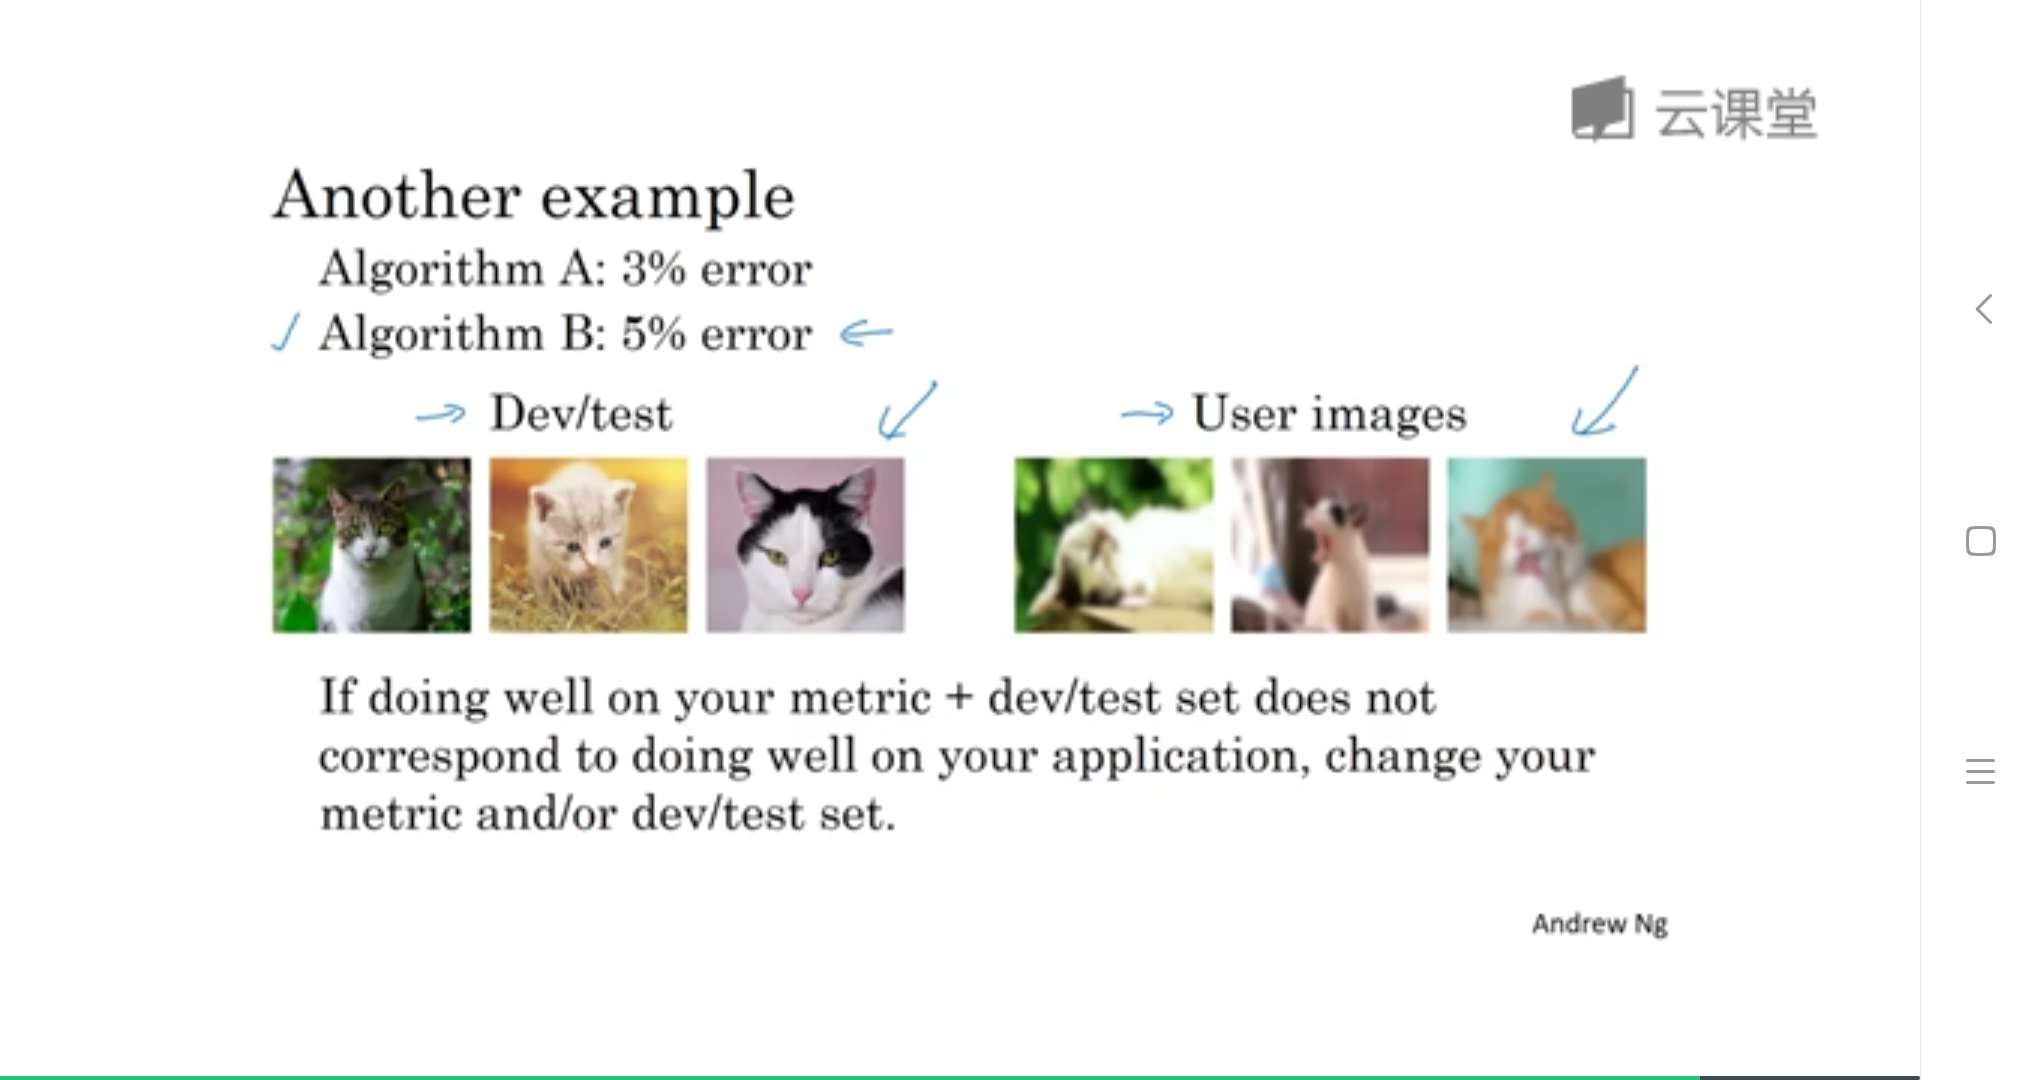 云课堂
Another example
Algorithm A: 3% error
Algorithm B: 5% error
Dev/test
User images
If doing well on your metric + dev/test set does not
correspond to doing well on your application, change your
metric and/or dev/test set.
Andrew Ng